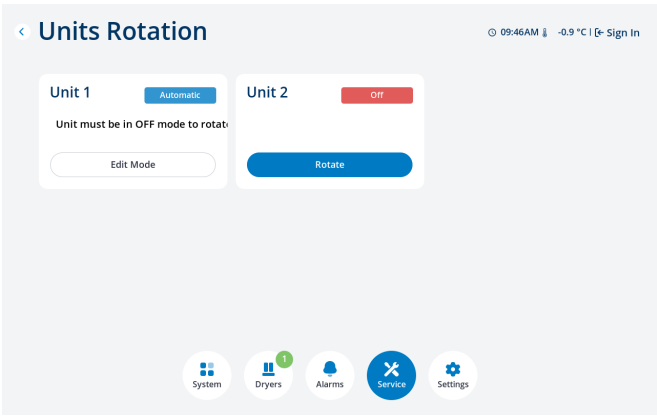 Units Rotation
09:46AM -0.9 °C | Sign In
Unit 1 Automatic
Unit must be in OFF mode to rotate
Edit Mode
Unit 2 Off
Rotate
1
System Dryers Alarms Service Settings